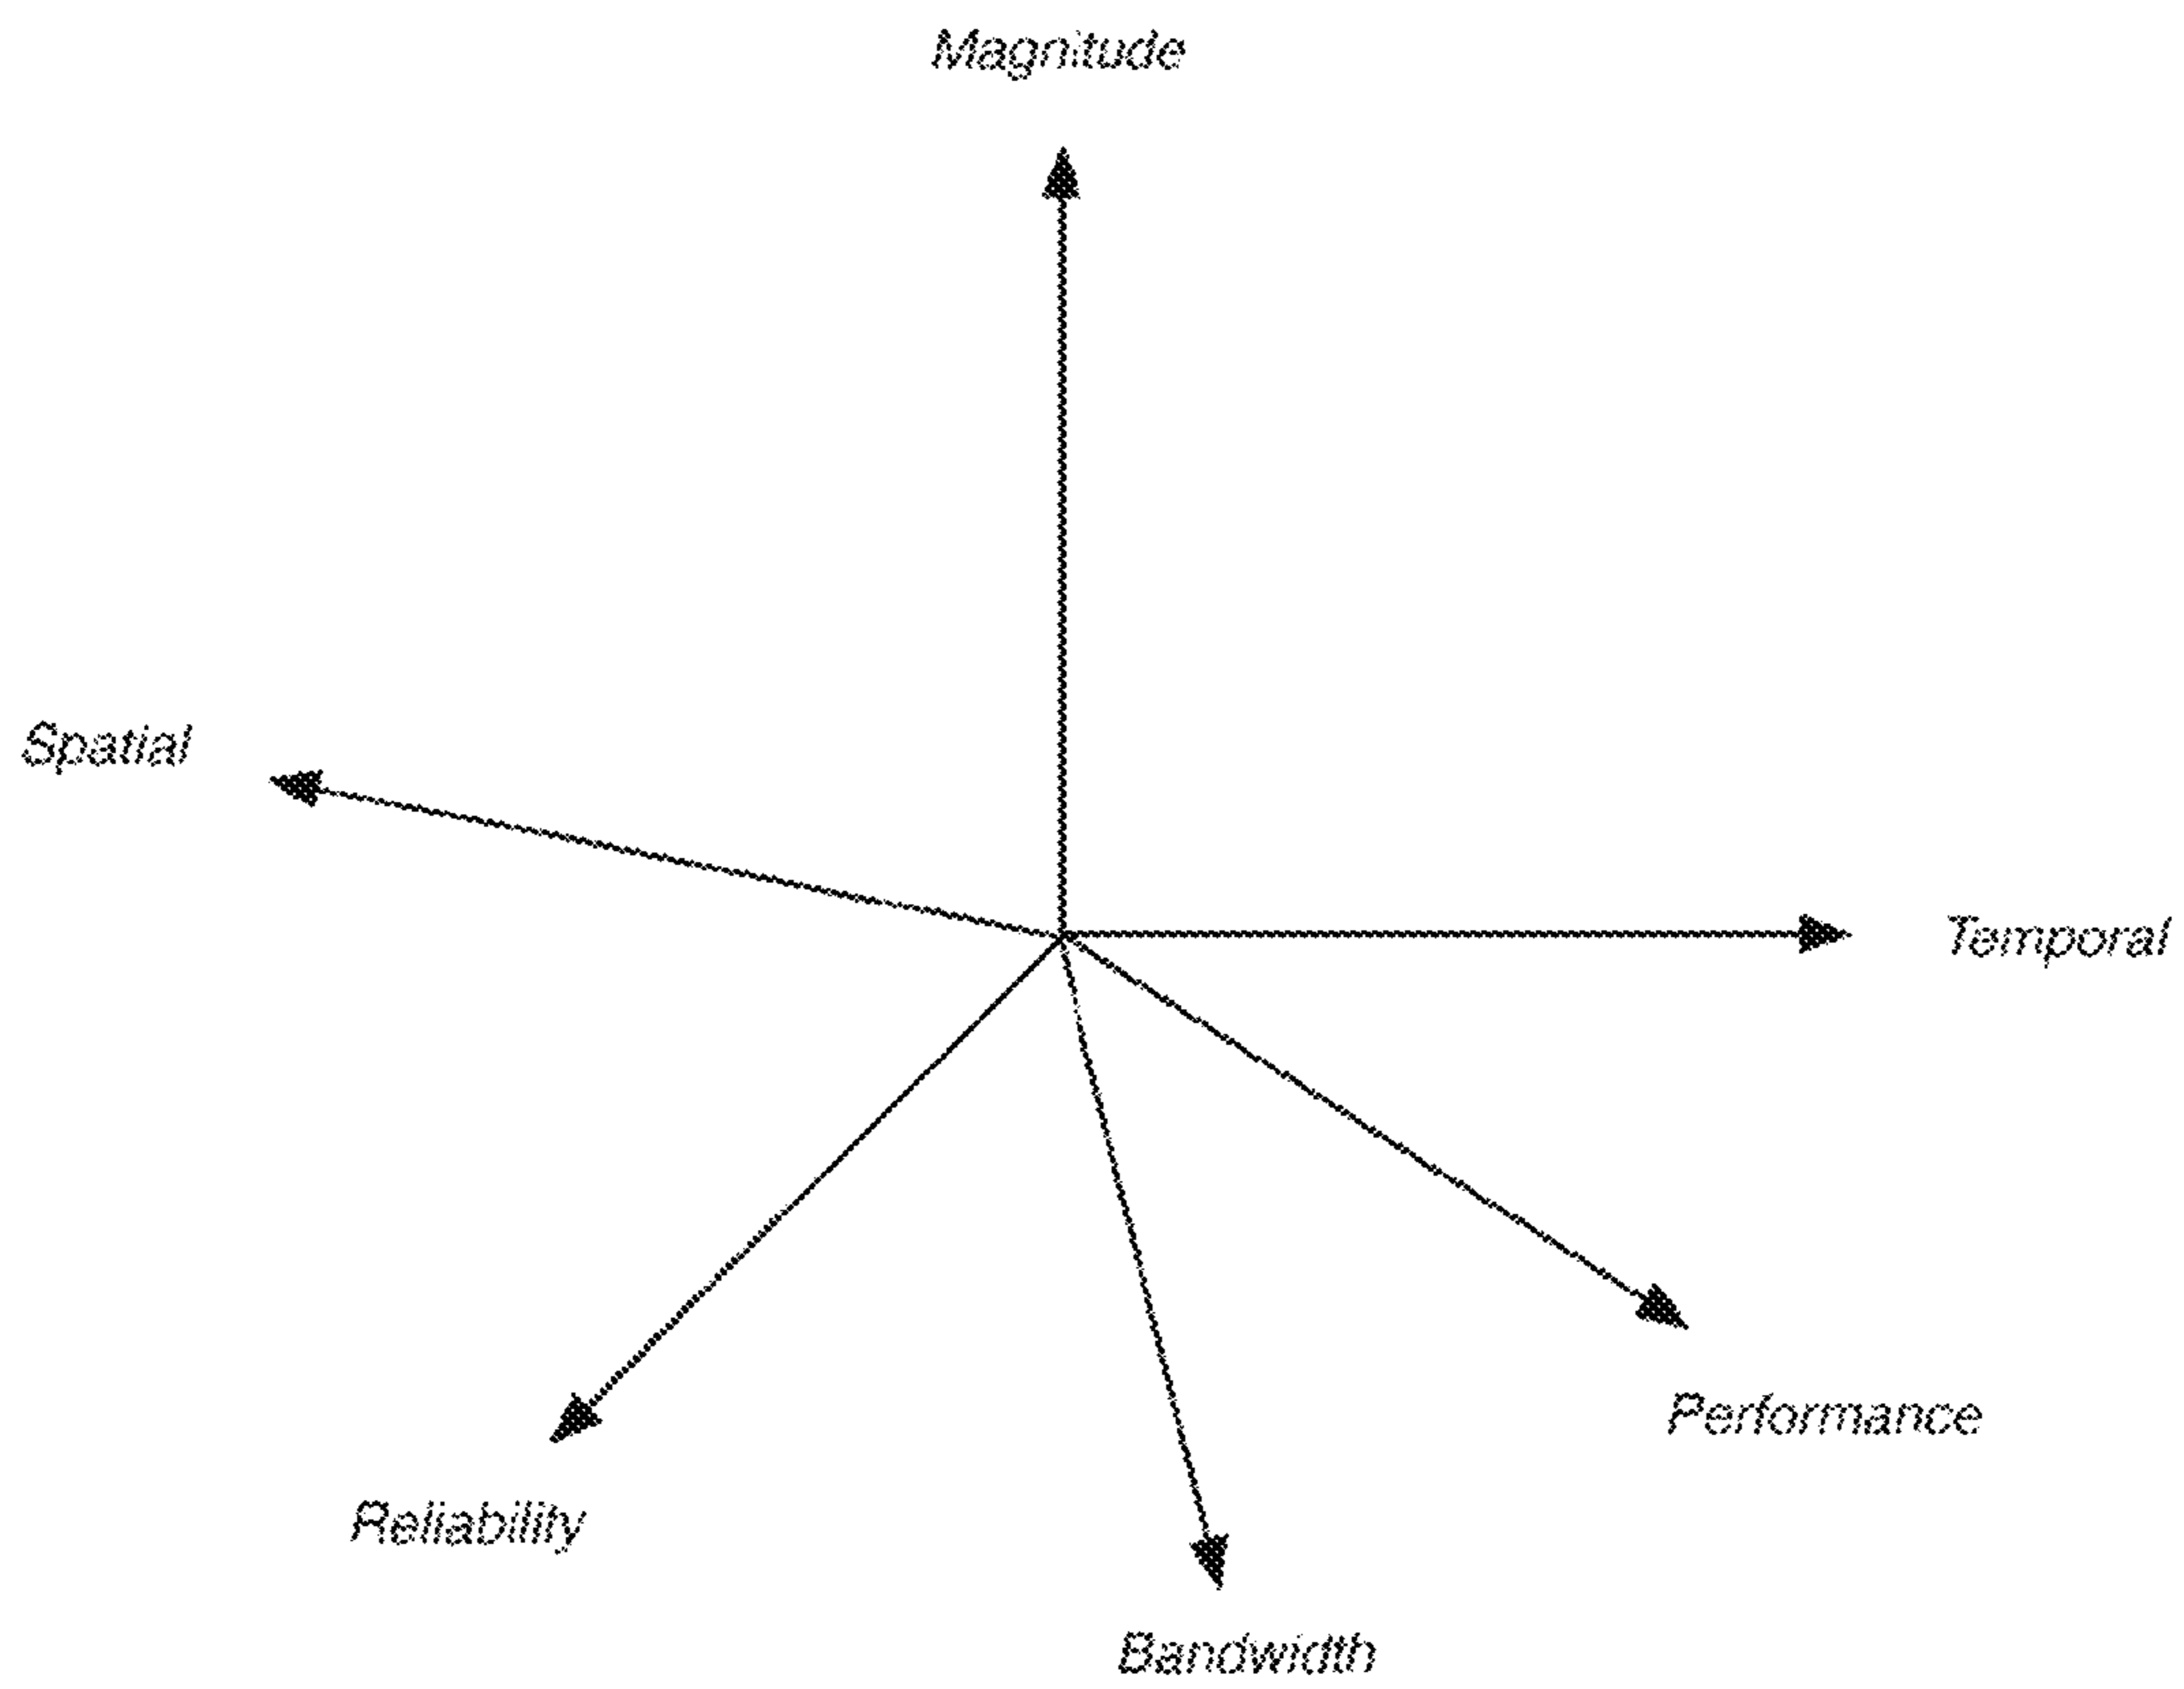 Magnitude
Spatial
Temporal
Performance
Reliability
Bandwidth